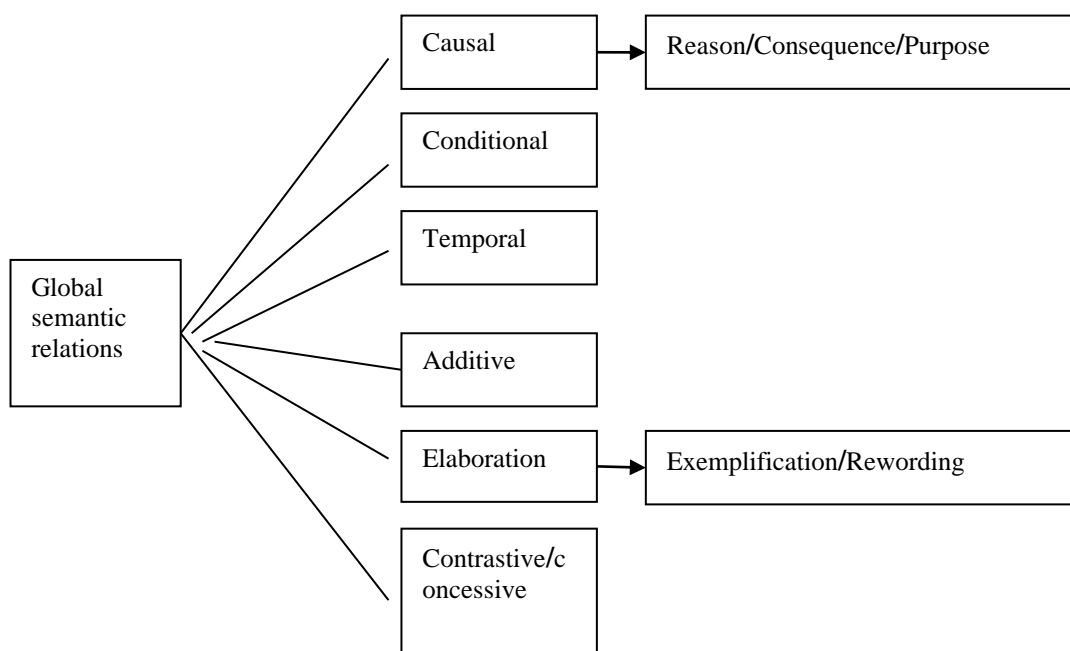 Causal
Reason/Consequence/Purpose
Conditional
Temporal
Global
semantic
relations
Additive
Elaboration
Exemplification/Rewording
Contrastive/c
oncessive